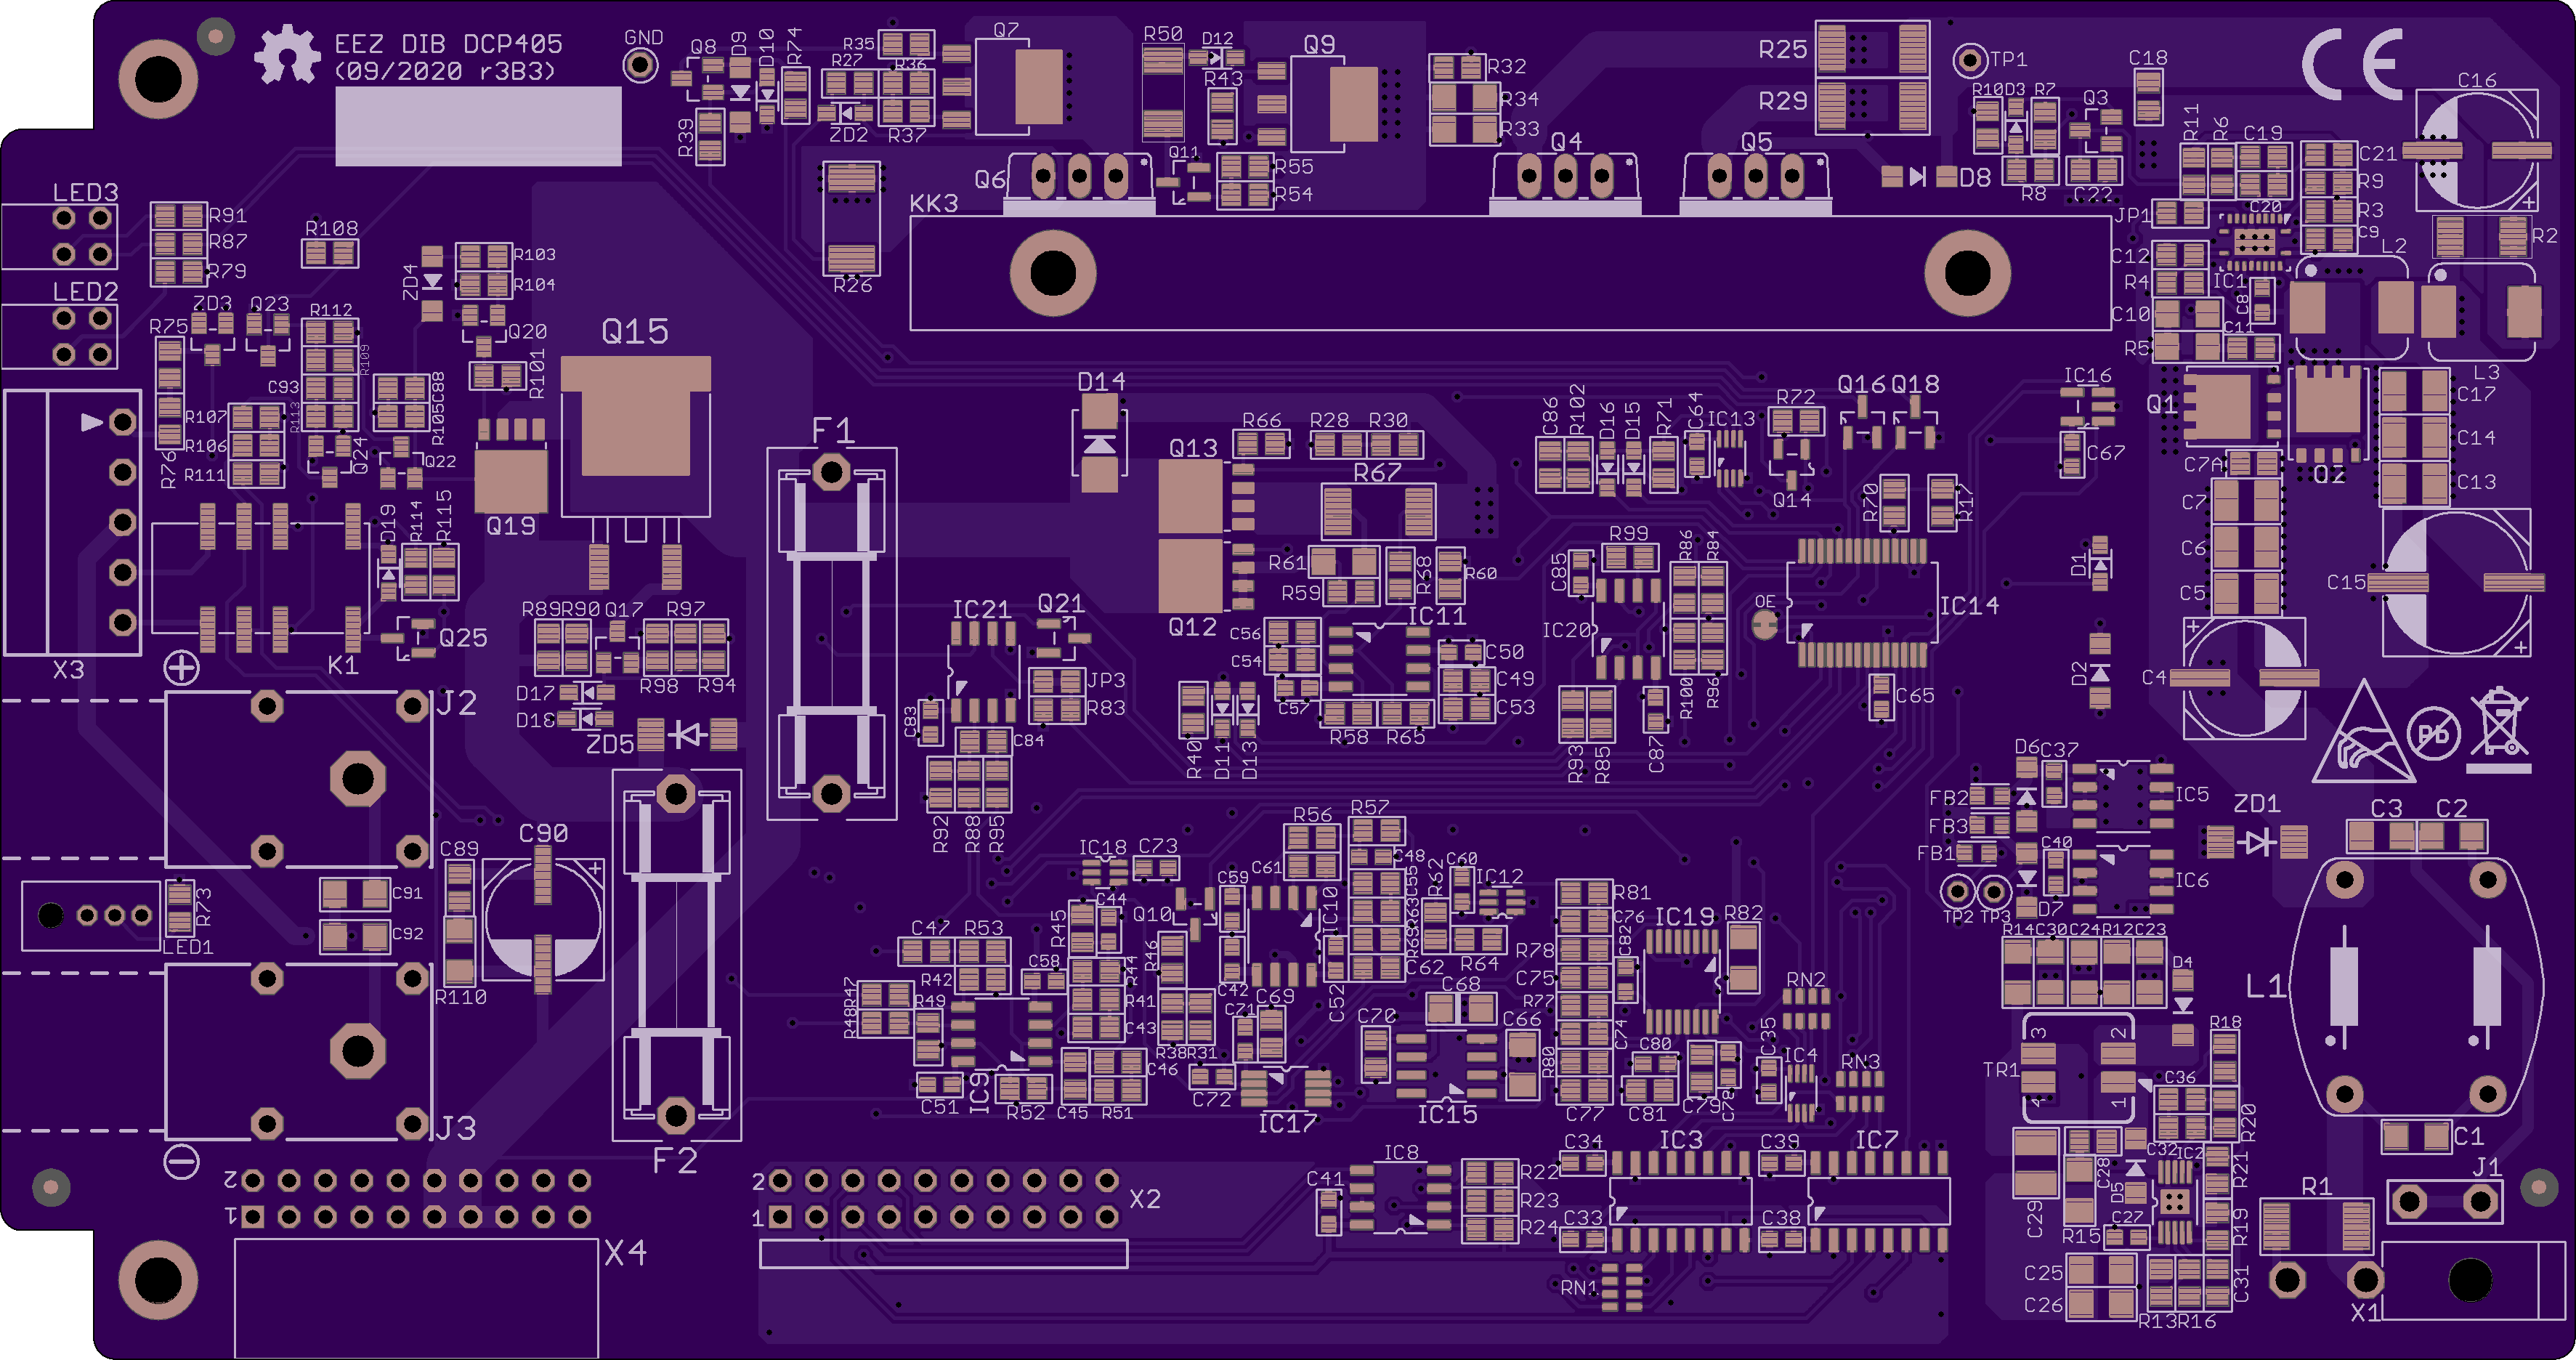 EEZ DIB DCP405
(09/2020 r3B3)
GND
Q8
D9
D10
R74
R35
R27
R36
R37
ZD2
R39
Q7
R50
D12
R43
Q9
R32
R34
R33
R25
R29
TP1
R10
D3
R7
Q3
C18
CE
C16
R11
R6
C19
C21
R9
R3
C9
R8
C22
D8
Q6
Q11
R55
R54
Q4
Q5
KK3
JP1
C20
R2
L2
C12
R4
IC1
C8
C10
R5
C11
L3
LED3
R91
R87
R79
R108
ZD4
R103
R104
R26
LED2
ZD3
Q23
R112
R109
Q20
R101
Q15
R75
C93
R113
C88
R105
R107
R106
R111
R76
Q24
Q22
Q19
D14
F1
Q13
R66
R28
R30
R67
C86
R102
D16
D15
R71
C64
IC13
R72
Q16
Q18
Q14
IC16
C67
Q1
Q2
C17
C14
C13
C7A
C7
C6
C5
R70
R17
D19
R114
R115
X3
K1
Q25
R89
R90
Q17
R97
R98
R94
D17
D18
ZD5
IC21
Q21
JP3
R83
C83
C84
R92
R88
R95
Q12
R61
R59
R68
R60
IC11
C56
C54
C57
C50
C49
C53
R58
R65
R40
D11
D13
C85
R99
R86
R84
IC20
R100
R96
R93
R85
C87
OE
IC14
C65
D1
D2
C15
C4
Pb
J2
C90
C89
C91
C92
R73
LED1
R110
J3
F2
IC18
C73
C44
R45
Q10
C59
C61
R56
R57
C48
C55
R63
R69
R62
C60
IC12
IC10
C62
R64
C52
C47
R53
R42
C58
R44
R41
C43
R46
C42
C69
C71
R38
R31
R47
R48
R49
C51
IC9
R52
C45
R51
C46
C72
IC17
C70
C68
C66
IC15
R81
C76
R78
C75
R77
C74
R80
C77
C82
IC19
R82
C80
C81
C79
C78
C35
IC4
RN2
RN3
D6
C37
IC5
FB2
FB3
FB1
C40
IC6
TP2
TP3
D7
ZD1
C3
C2
R14
C30
C24
R12
C23
D4
L1
TR1
3
2
4
1
R18
C36
R20
C32
IC2
C28
D5
R21
R19
C29
R15
C27
C25
C26
R13
R16
C31
C1
J1
R1
X1
2
1
X4
2
1
X2
C41
IC8
R22
R23
R24
C34
IC3
C39
IC7
C33
C38
RN1